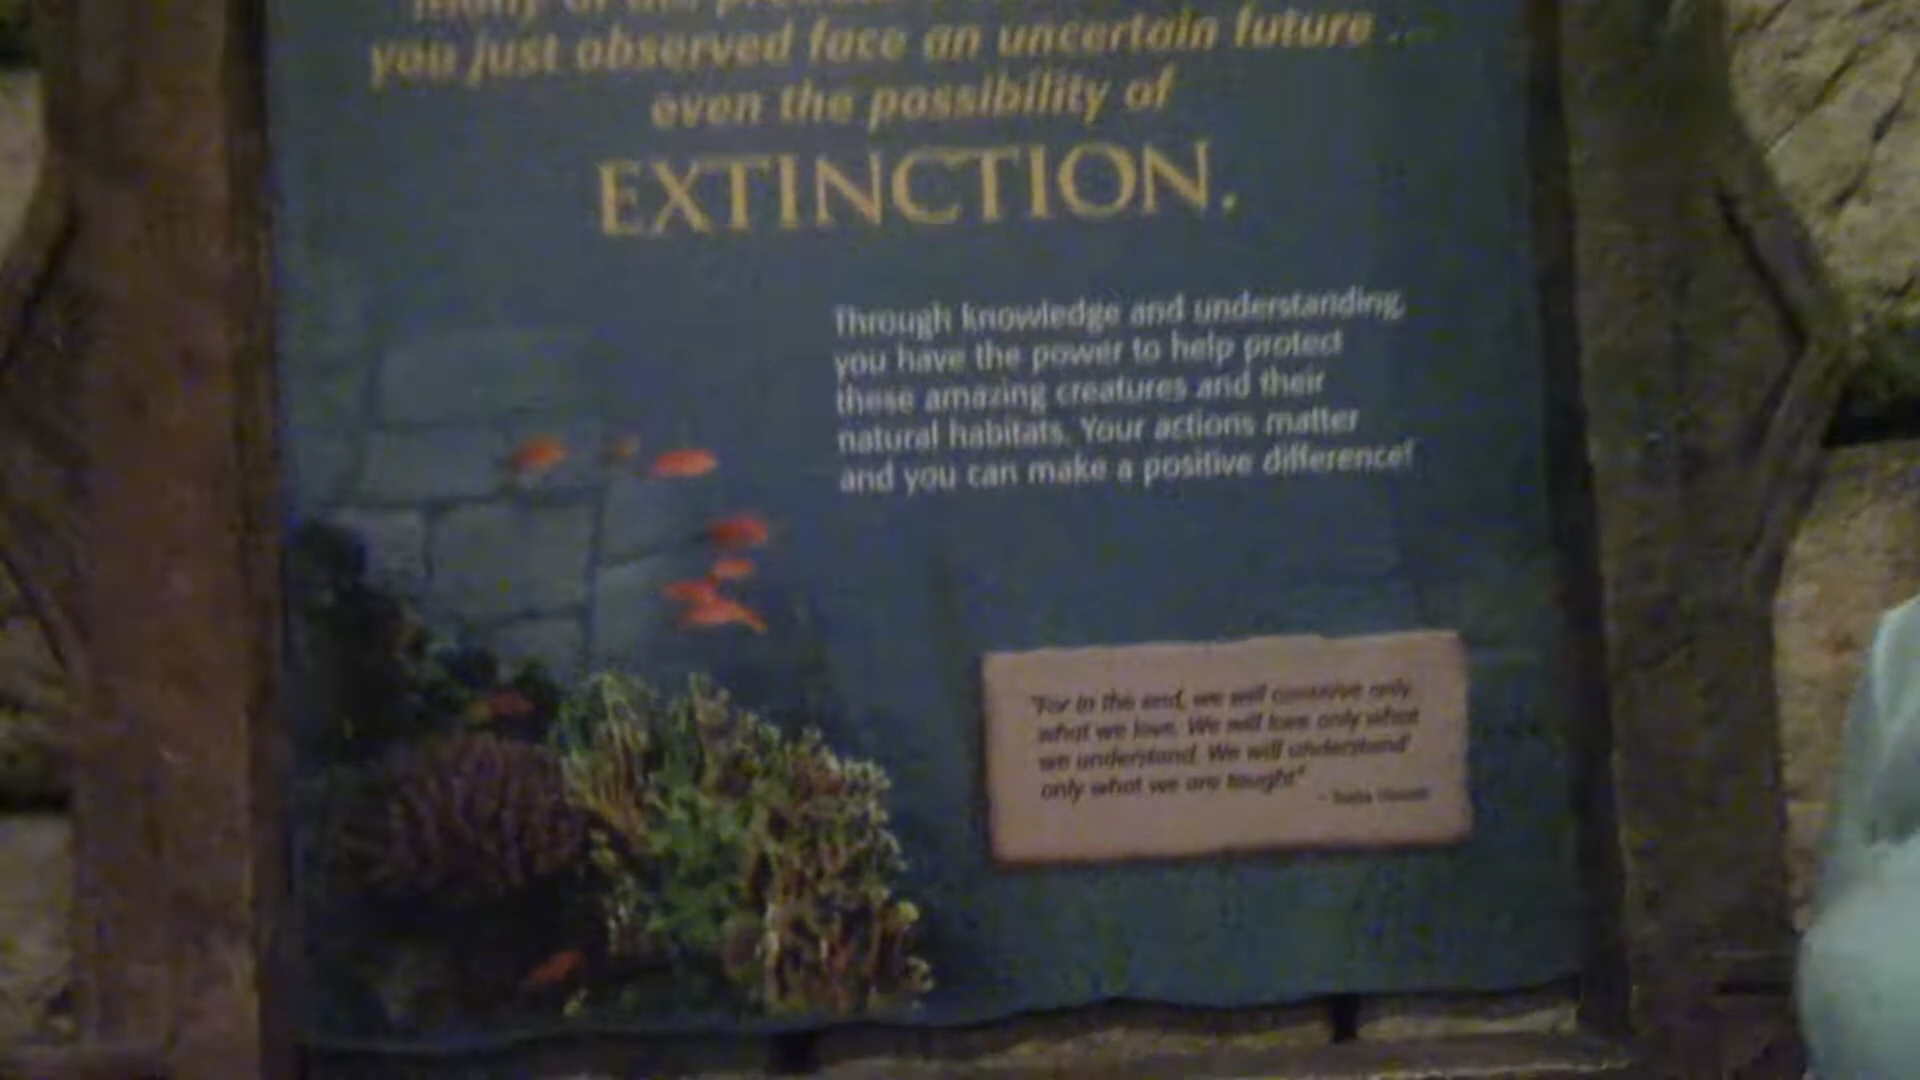 you just observed face an uncertain future ...
even the possibility of
EXTINCTION.
Through knowledge and understanding,
you have the power to help protect
these amazing creatures and their
natural habitats. Your actions matter
and you can make a positive difference!
"For in the end, we will conserve only
what we love. We will love only what
we understand. We will understand
only what we are taught"